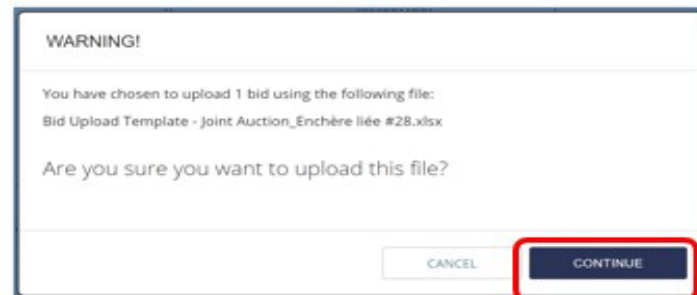 WARNING!
You have chosen to upload 1 bid using the following file:
Bid Upload Template - Joint Auction_Enchère liée #28.xlsx
Are you sure you want to upload this file?
CANCEL
CONTINUE